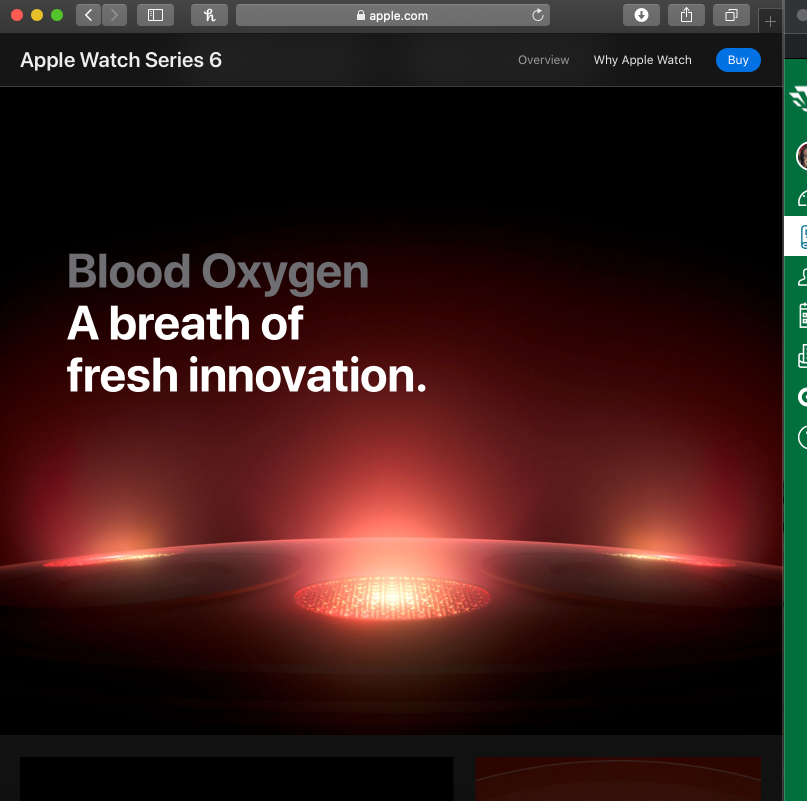 apple.com
Apple Watch Series 6
Overview
Why Apple Watch
Buy
Blood Oxygen
A breath of
fresh innovation.